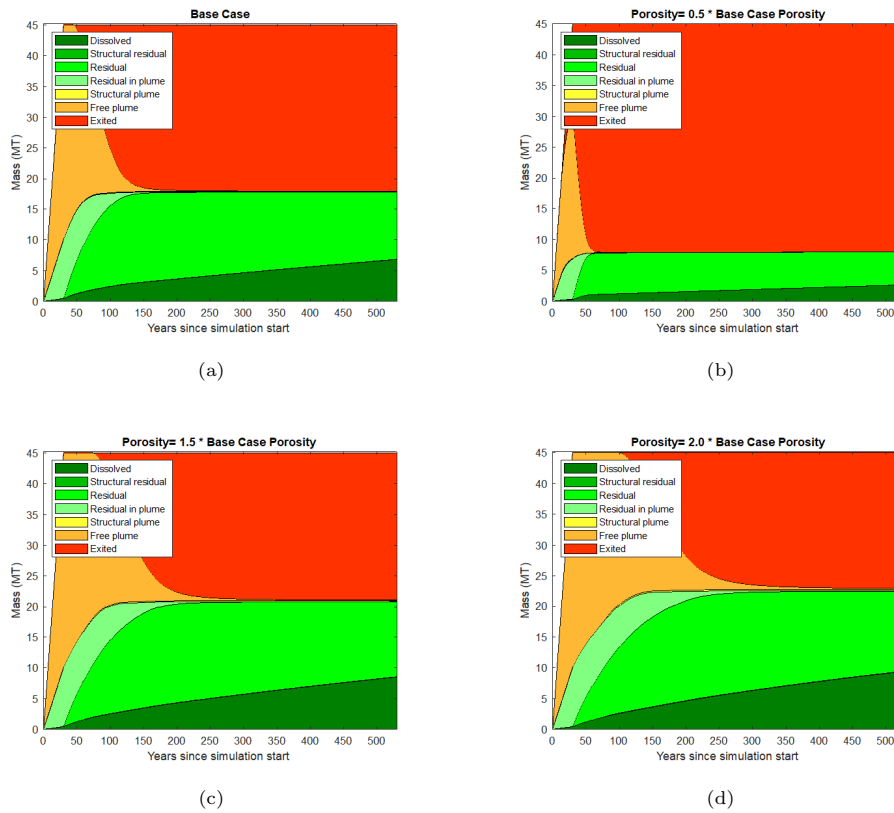 Base Case
45
40
35
30
25
20
15
10
5
0
Mass (MT)
Dissolved
Structural residual
Residual
Residual in plume
Structural plume
Free plume
Exited
0 50 100 150 200 250 300 350 400 450 500
Years since simulation start
(a)
Porosity= 0.5 * Base Case Porosity
45
40
35
30
25
20
15
10
5
0
Mass (MT)
Dissolved
Structural residual
Residual
Residual in plume
Structural plume
Free plume
Exited
0 50 100 150 200 250 300 350 400 450 500
Years since simulation start
(b)
Porosity= 1.5 * Base Case Porosity
45
40
35
30
25
20
15
10
5
0
Mass (MT)
Dissolved
Structural residual
Residual
Residual in plume
Structural plume
Free plume
Exited
0 50 100 150 200 250 300 350 400 450 500
Years since simulation start
(c)
Porosity= 2.0 * Base Case Porosity
45
40
35
30
25
20
15
10
5
0
Mass (MT)
Dissolved
Structural residual
Residual
Residual in plume
Structural plume
Free plume
Exited
0 50 100 150 200 250 300 350 400 450 500
Years since simulation start
(d)